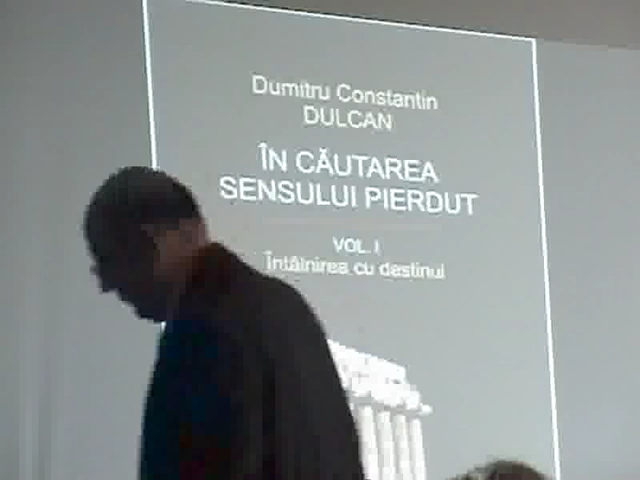 Dumitru Constantin
DULCAN
ÎN CĂUTAREA
SENSULUI PIERDUT
VOL. I
Întâlnirea cu destinul